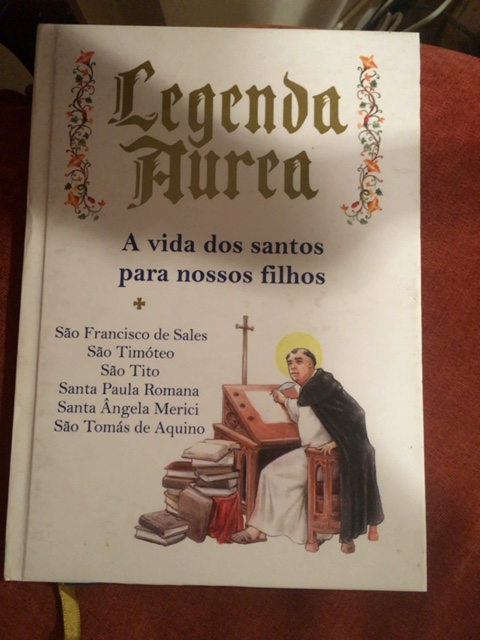 Legenda
Aurea
A vida dos santos
para nossos filhos
São Francisco de Sales
São Timóteo
São Tito
Santa Paula Romana
Santa Ângela Merici
São Tomás de Aquino